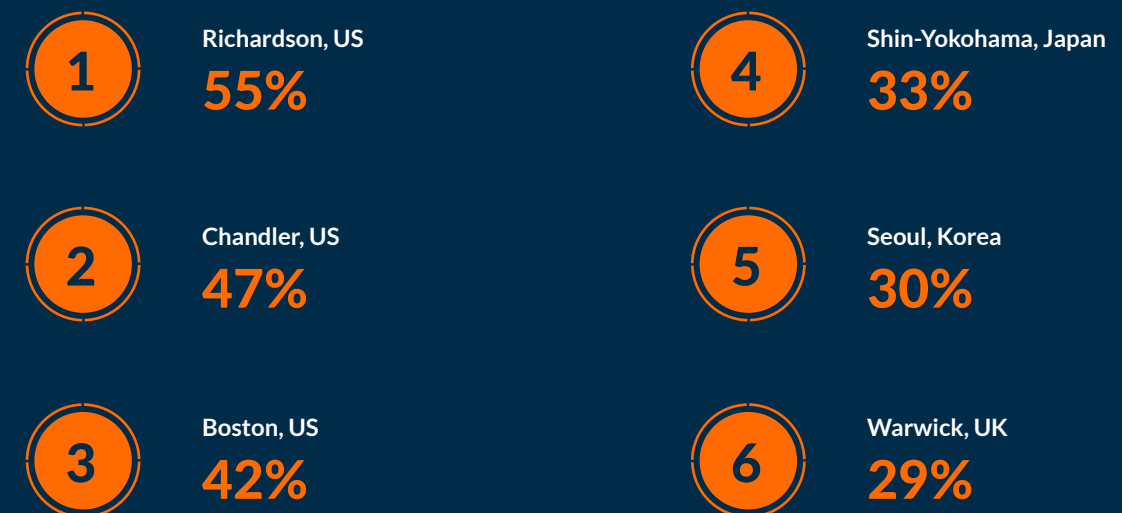 1
Richardson, US
55%
2
Chandler, US
47%
3
Boston, US
42%
4
Shin-Yokohama, Japan
33%
5
Seoul, Korea
30%
6
Warwick, UK
29%